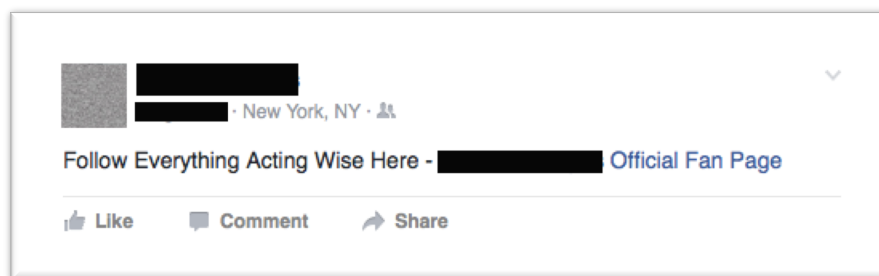 · New York, NY ·
Follow Everything Acting Wise Here - Official Fan Page
Like Comment Share